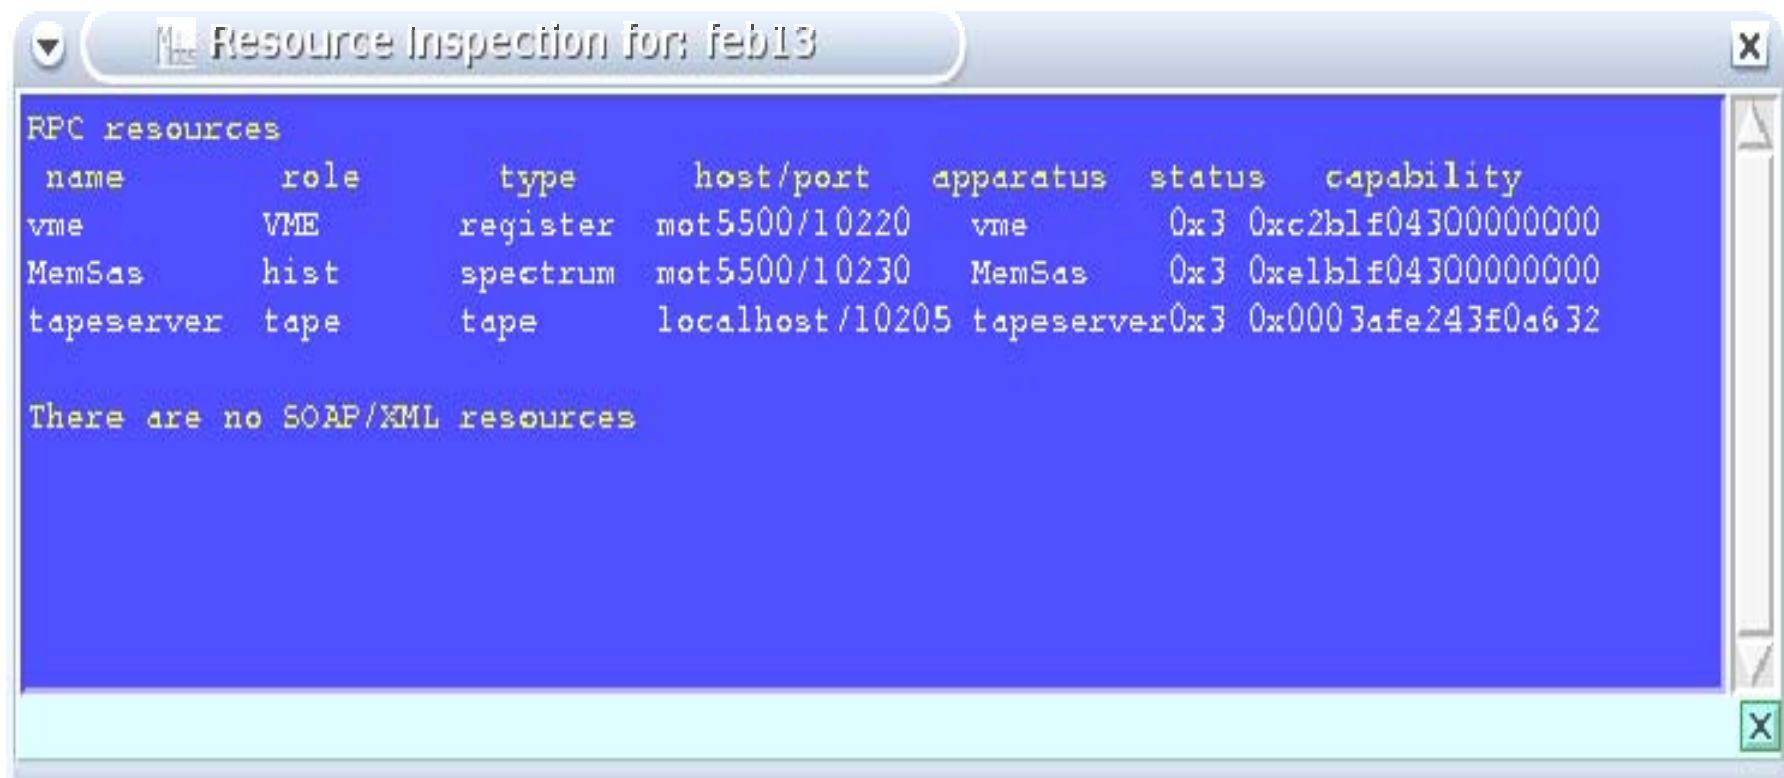 Resource Inspection for: feb13
RPC resources
name role type host/port apparatus status capability
vme VME register mot5500/10220 vme 0x3 0xc2b1f04300000000
MemSas hist spectrum mot5500/10230 MemSas 0x3 0xe1b1f04300000000
tapeserver tape tape localhost/10205 tapeserver0x3 0x0003afe243f0a632
There are no SOAP/XML resources